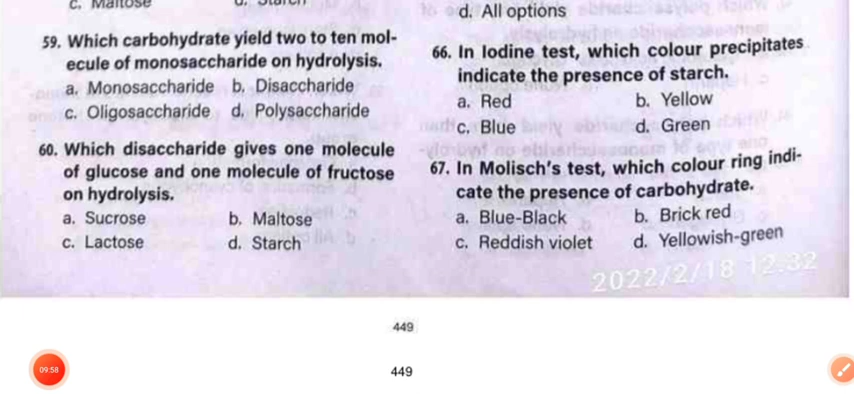 c. Maltose d. Starch
59. Which carbohydrate yield two to ten mol-
ecule of monosaccharide on hydrolysis.
a. Monosaccharide b. Disaccharide
c. Oligosaccharide d. Polysaccharide
60. Which disaccharide gives one molecule
of glucose and one molecule of fructose
on hydrolysis.
a. Sucrose b. Maltose
c. Lactose d. Starch
d. All options
66. In Iodine test, which colour precipitates
indicate the presence of starch.
a. Red b. Yellow
c. Blue d. Green
67. In Molisch's test, which colour ring indi-
cate the presence of carbohydrate.
a. Blue-Black b. Brick red
c. Reddish violet d. Yellowish-green
2022/2/18 12:32
449
09:58
449